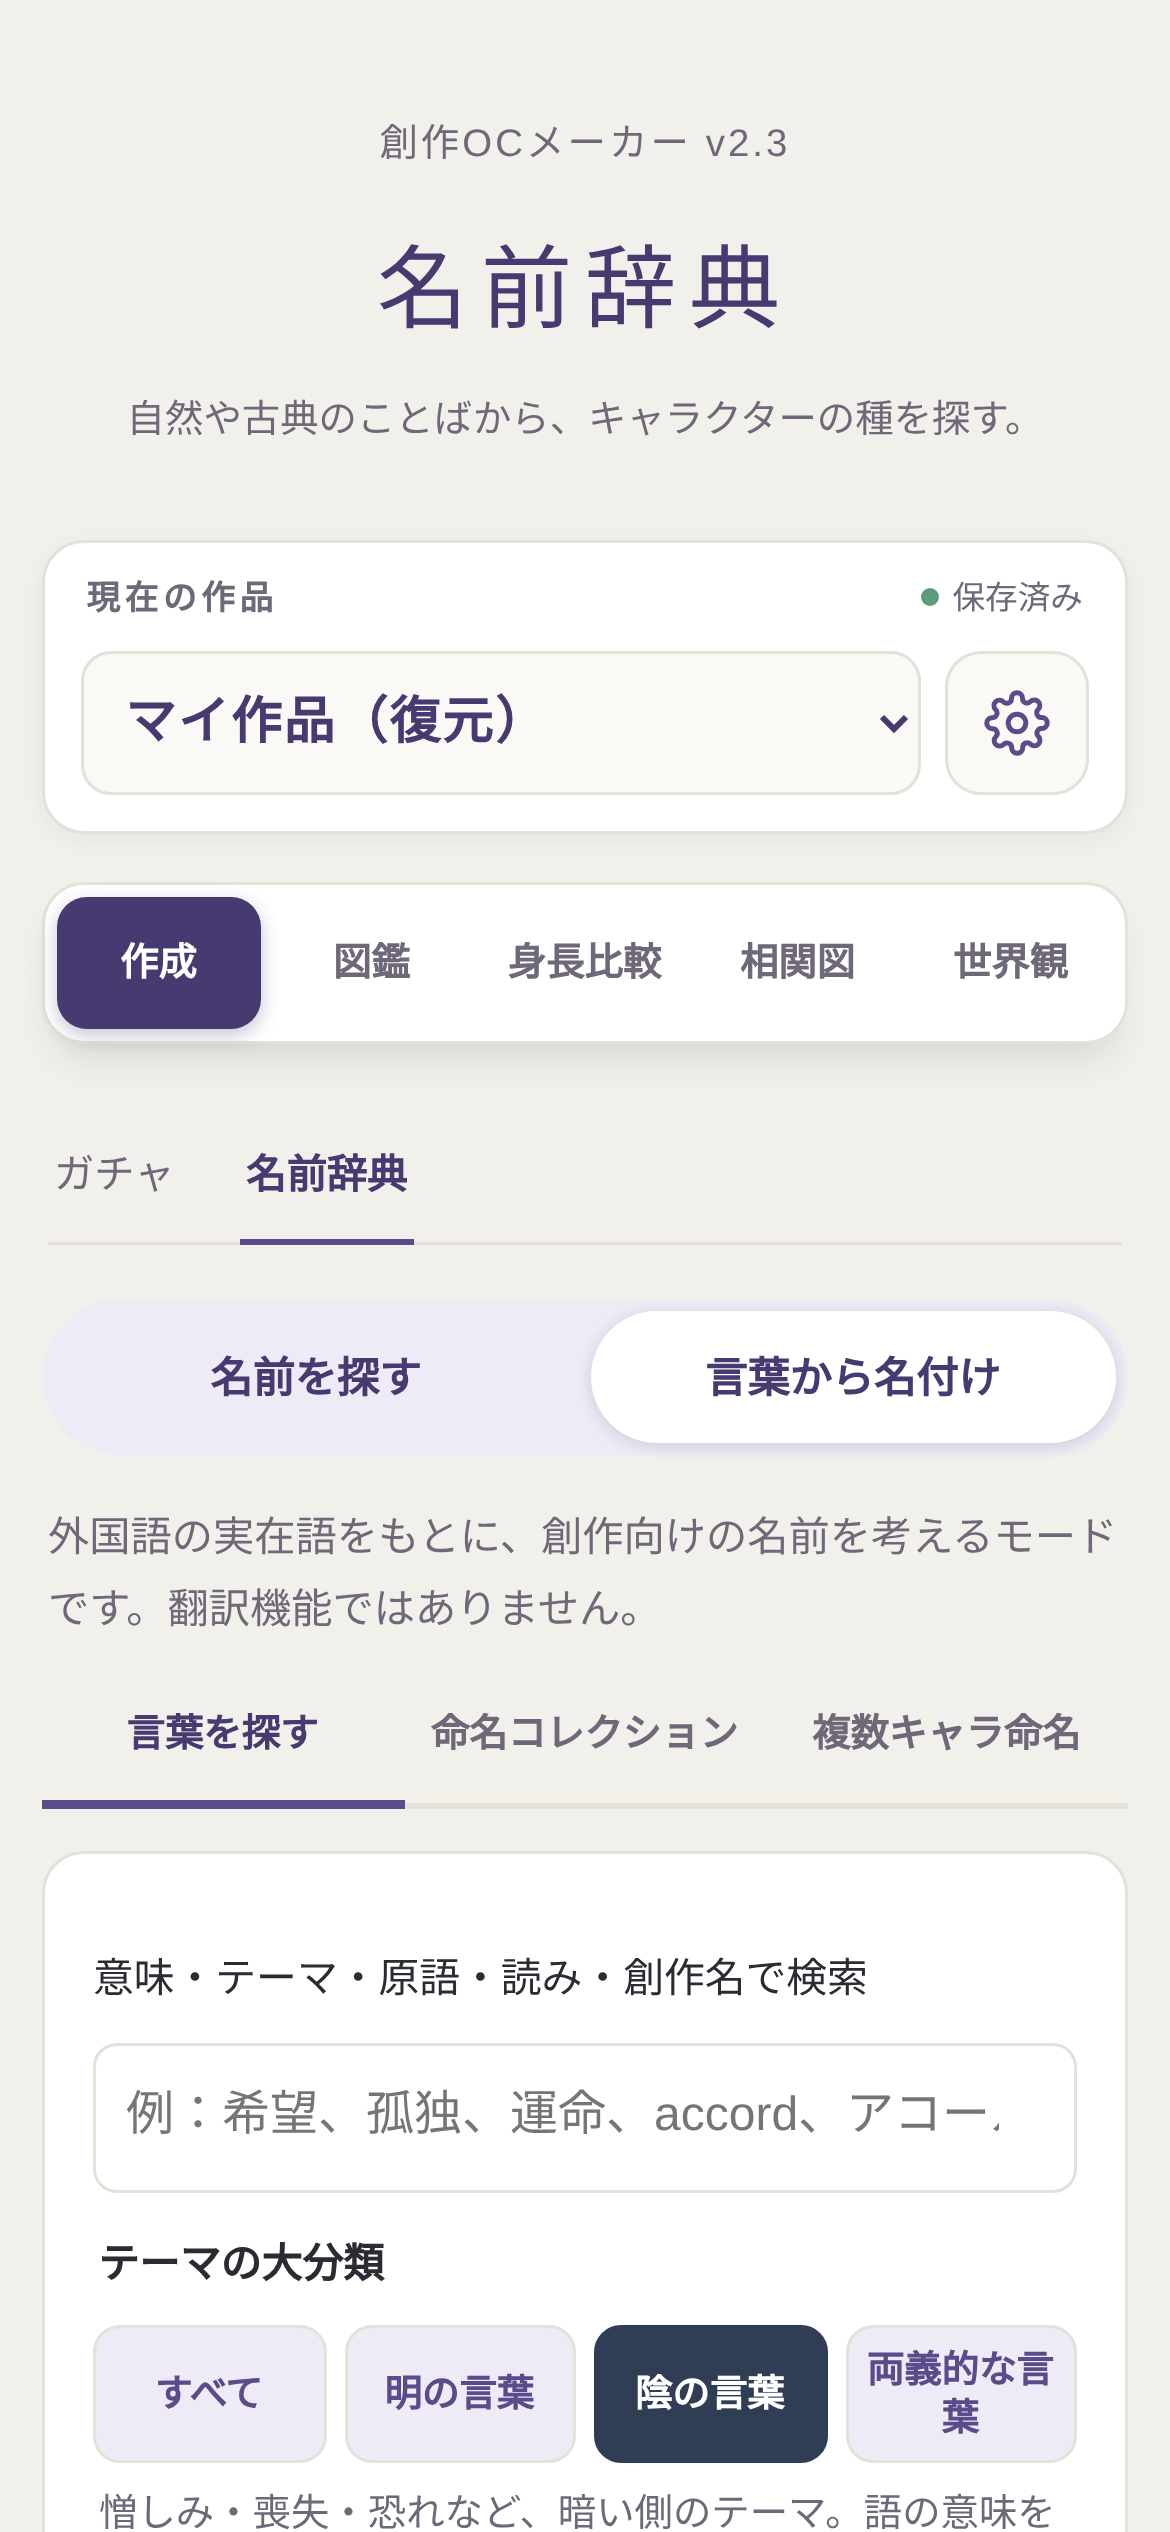 創作OCメーカー v2.3
名前辞典
自然や古典のことばから、キャラクターの種を探す。
現在の作品
保存済み
マイ作品（復元）
作成 図鑑 身長比較 相関図 世界観
ガチャ 名前辞典
名前を探す 言葉から名付け
外国語の実在語をもとに、創作向けの名前を考えるモード
です。翻訳機能ではありません。
言葉を探す 命名コレクション 複数キャラ命名
意味・テーマ・原語・読み・創作名で検索
例：希望、孤独、運命、accord、アコー
テーマの大分類
すべて 明の言葉 陰の言葉 両義的な言
葉
憎しみ・喪失・恐れなど、暗い側のテーマ。語の意味を